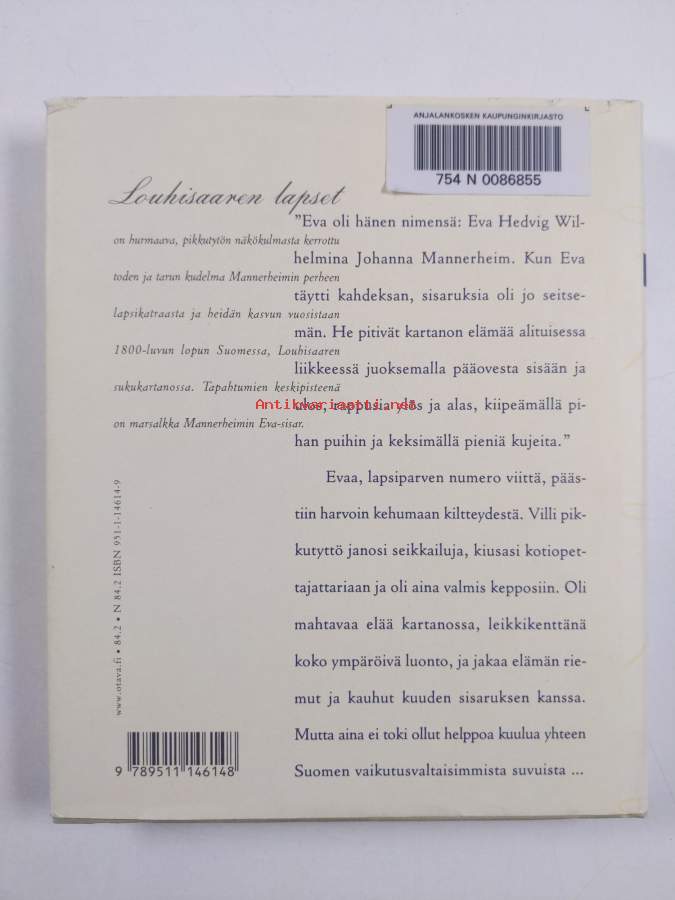 ANJALANKOSKEN KAUPUNGINKIRJASTO
754 N 0086855
Louhisaaren lapset
on hurmaava, pikkutytön näkökulmasta kerrottu
toden ja tarun kudelma Mannerheimin perheen
lapsikatraasta ja heidän kasvun vuosistaan
1800-luvun lopun Suomessa, Louhisaaren
sukukartanossa. Tapahtumien keskipisteenä
on marsalkka Mannerheimin Eva-sisar.
”Eva oli hänen nimensä: Eva Hedvig Wil-
helmina Johanna Mannerheim. Kun Eva
täytti kahdeksan, sisaruksia oli jo seitse-
män. He pitivät kartanon elämää alituisessa
liikkeessä juoksemalla pääovesta sisään ja
ulos, rappusia ylös ja alas, kiipeämällä pi-
han puihin ja keksimällä pieniä kujeita.”
Evaa, lapsiparven numero viittä, pääs-
tiin harvoin kehumaan kiltteydestä. Villi pik-
kutyttö janosi seikkailuja, kiusasi kotiopet-
tajattariaan ja oli aina valmis kepposiin. Oli
mahtavaa elää kartanossa, leikkikenttänä
koko ympäröivä luonto, ja jakaa elämän rie-
mut ja kauhut kuuden sisaruksen kanssa.
Mutta aina ei toki ollut helppoa kuulua yhteen
Suomen vaikutusvaltaisimmista suvuista ...
Antikvariaatti.net
www.otava.fi • 84.2 • N 84.2 ISBN 951-1-14614-9
9 789511 146148